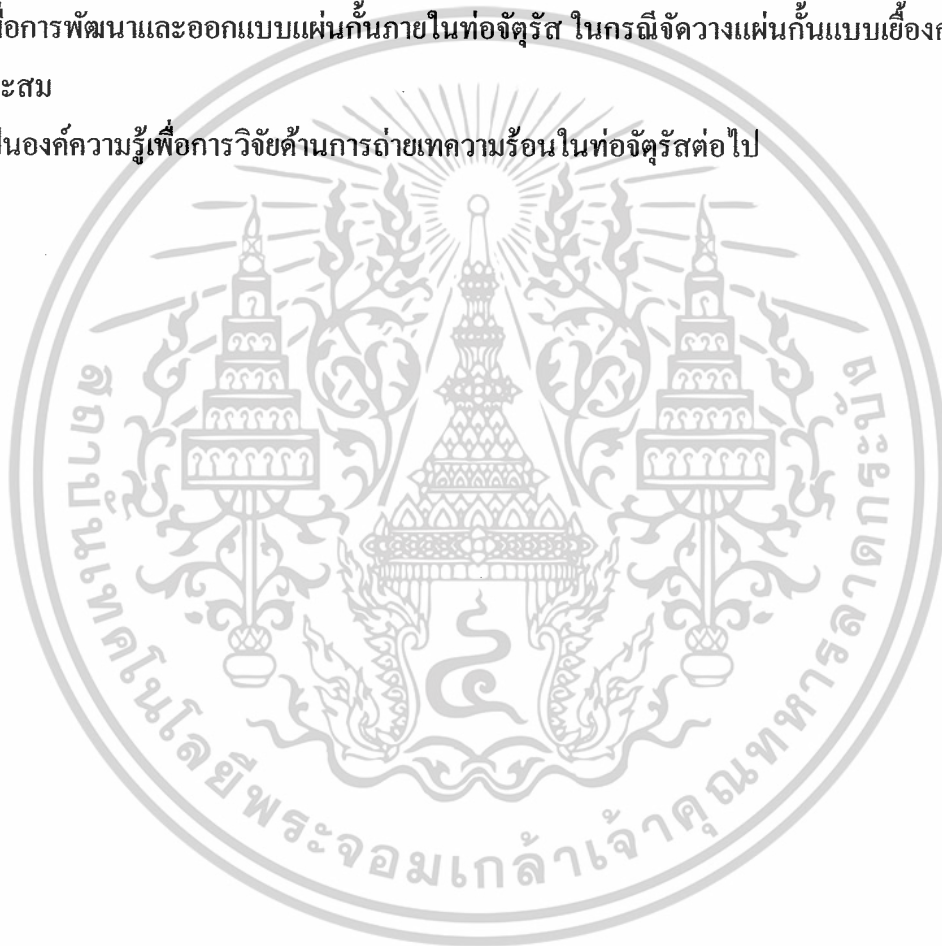 การพัฒนาและออกแบบแผ่นกั้นภายในท่อจัตุรัส ในกรณีจัดวางแผ่นกั้นแบบเยื้อง
ะสม
องค์ความรู้เพื่อการวิจัยด้านการถ่ายเทความร้อนในท่อจัตุรัสต่อไป
สถาบันเทคโนโลยีพระจอมเกล้าเจ้าคุณทหารลาดกระบัง
๔